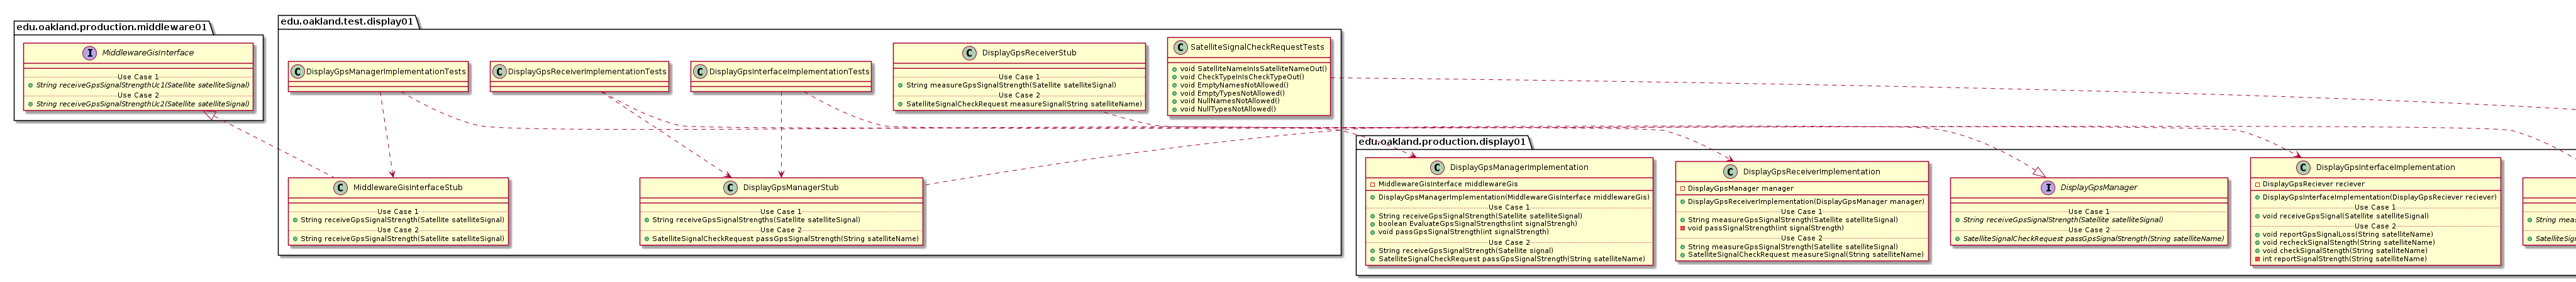 edu.oakland.production.middleware01
I MiddlewareGisInterface
Use Case 1
String receiveGpsSignalStrengthUc1(Satellite satelliteSignal)
Use Case 2
String receiveGpsSignalStrengthUc2(Satellite satelliteSignal)
edu.oakland.test.display01
C DisplayGpsManagerImplementationTests
C DisplayGpsReceiverImplementationTests
C DisplayGpsInterfaceImplementationTests
C DisplayGpsReceiverStub
Use Case 1
String measureGpsSignalStrength(Satellite satelliteSignal)
Use Case 2
SatelliteSignalCheckRequest measureSignal(String satelliteName)
C SatelliteSignalCheckRequestTests
void SatelliteNameInIsSatelliteNameOut()
void CheckTypeInIsCheckTypeOut()
void EmptyNamesNotAllowed()
void EmptyTypesNotAllowed()
void NullNamesNotAllowed()
void NullTypesNotAllowed()
C MiddlewareGisInterfaceStub
Use Case 1
String receiveGpsSignalStrength(Satellite satelliteSignal)
Use Case 2
String receiveGpsSignalStrength(Satellite satelliteSignal)
C DisplayGpsManagerStub
Use Case 1
String receiveGpsSignalStrengths(Satellite satelliteSignal)
Use Case 2
SatelliteSignalCheckRequest passGpsSignalStrength(String satelliteName)
edu.oakland.production.display01
C DisplayGpsManagerImplementation
MiddlewareGisInterface middlewareGis
DisplayGpsManagerImplementation(MiddlewareGisInterface middlewareGis)
Use Case 1
String receiveGpsSignalStrength(Satellite satelliteSignal)
boolean EvaluateGpsSignalStrengths(int signalStrengh)
void passGpsSignalStrength(int signalStrength)
Use Case 2
String receiveGpsSignalStrength(Satellite signal)
SatelliteSignalCheckRequest passGpsSignalStrength(String satelliteName)
C DisplayGpsReceiverImplementation
DisplayGpsManager manager
DisplayGpsReceiverImplementation(DisplayGpsManager manager)
Use Case 1
String measureGpsSignalStrength(Satellite satelliteSignal)
void passSignalStrength(int signalStrength)
Use Case 2
String measureGpsSignalStrength(Satellite satelliteSignal)
SatelliteSignalCheckRequest measureSignal(String satelliteName)
I DisplayGpsManager
Use Case 1
String receiveGpsSignalStrength(Satellite satelliteSignal)
Use Case 2
SatelliteSignalCheckRequest passGpsSignalStrength(String satelliteName)
C DisplayGpsInterfaceImplementation
DisplayGpsReciever reciever
DisplayGpsInterfaceImplementation(DisplayGpsReciever reciever)
Use Case 1
void receiveGpsSignal(Satellite satelliteSignal)
Use Case 2
void reportGpsSignalLoss(String satelliteName)
void recheckSignalStength(String satelliteName)
void checkSignalStength(String satelliteName)
int reportSignalStrength(String satelliteName)
String meas
SatelliteSign